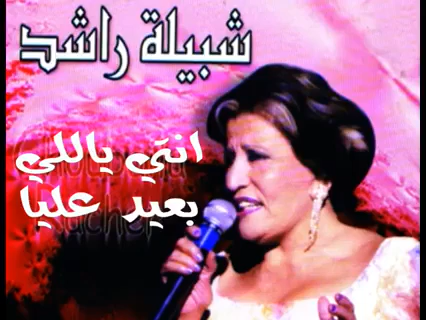 شبيلة راشد
انتي ياللي
بعيد عليا